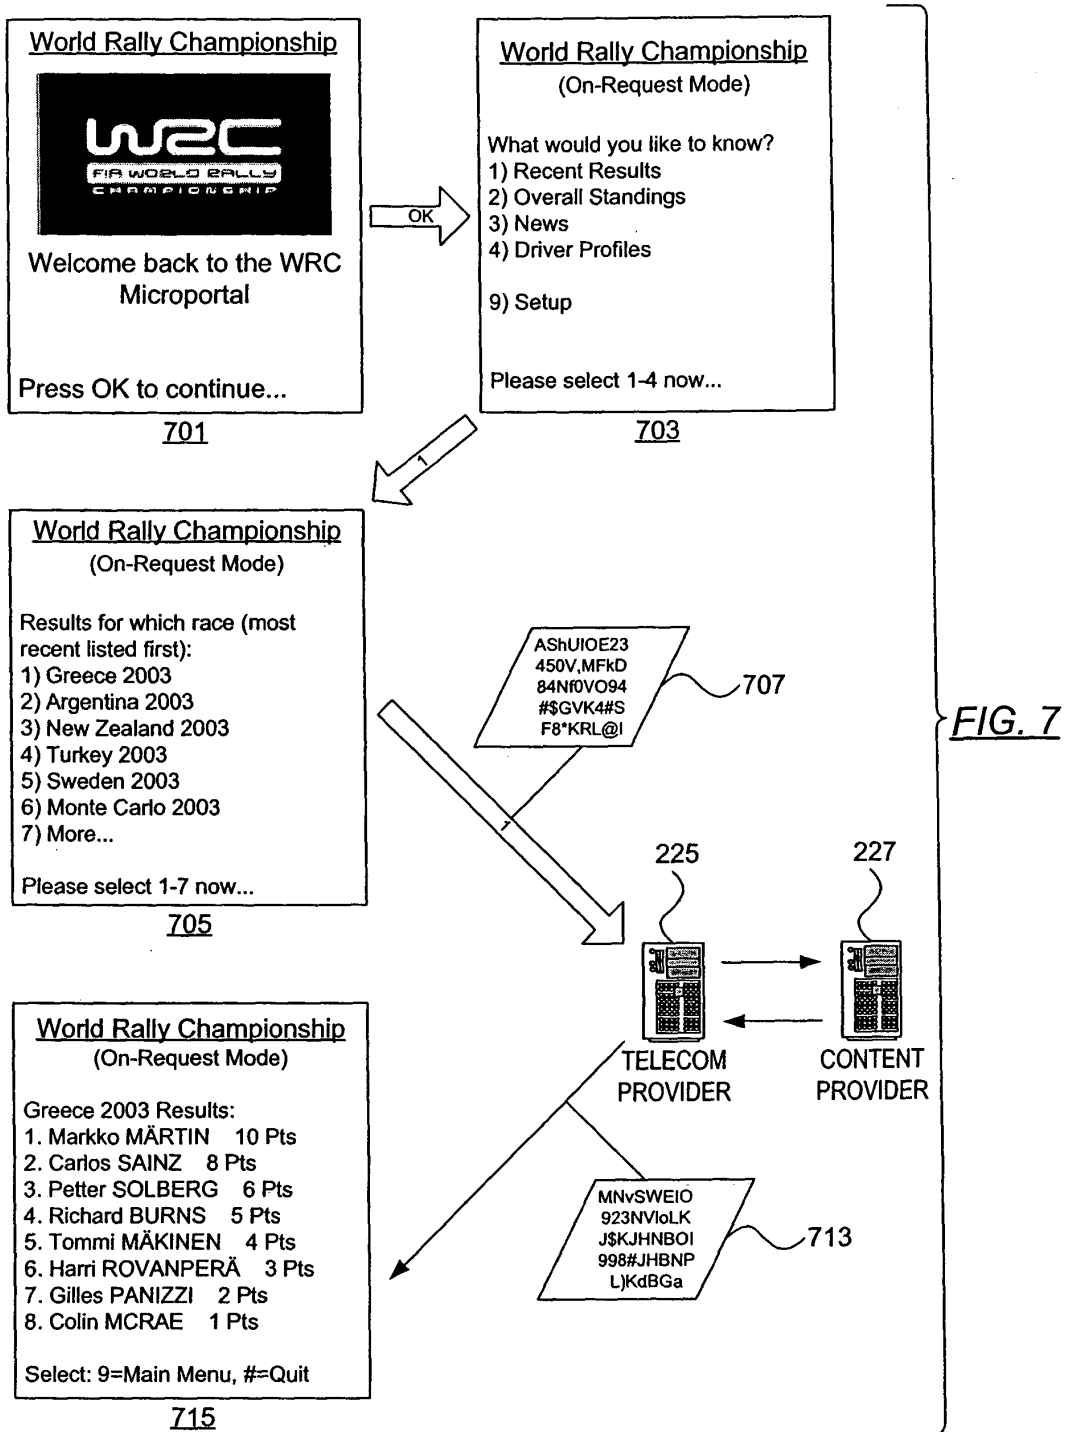 World Rally Championship
WRC
FIA WORLD RALLY
CHAMPIONSHIP
Welcome back to the WRC
Microportal
Press OK to continue...
701
OK
World Rally Championship
(On-Request Mode)
What would you like to know?
1) Recent Results
2) Overall Standings
3) News
4) Driver Profiles
9) Setup
Please select 1-4 now...
703
1
World Rally Championship
(On-Request Mode)
Results for which race (most
recent listed first):
1) Greece 2003
2) Argentina 2003
3) New Zealand 2003
4) Turkey 2003
5) Sweden 2003
6) Monte Carlo 2003
7) More...
Please select 1-7 now...
705
AShUIOE23
450V,MFkD
84Nf0VO94
#$GVK4#S
F8*KRL@I
707
1
225
227
TELECOM
PROVIDER
CONTENT
PROVIDER
World Rally Championship
(On-Request Mode)
Greece 2003 Results:
1. Markko MÄRTIN 10 Pts
2. Carlos SAINZ 8 Pts
3. Petter SOLBERG 6 Pts
4. Richard BURNS 5 Pts
5. Tommi MÄKINEN 4 Pts
6. Harri ROVANPERÄ 3 Pts
7. Gilles PANIZZI 2 Pts
8. Colin MCRAE 1 Pts
Select: 9=Main Menu, #=Quit
715
MNvSWEIO
923NVIoLK
J$KJHNBOI
998#JHBNP
L)KdBGa
713
FIG. 7